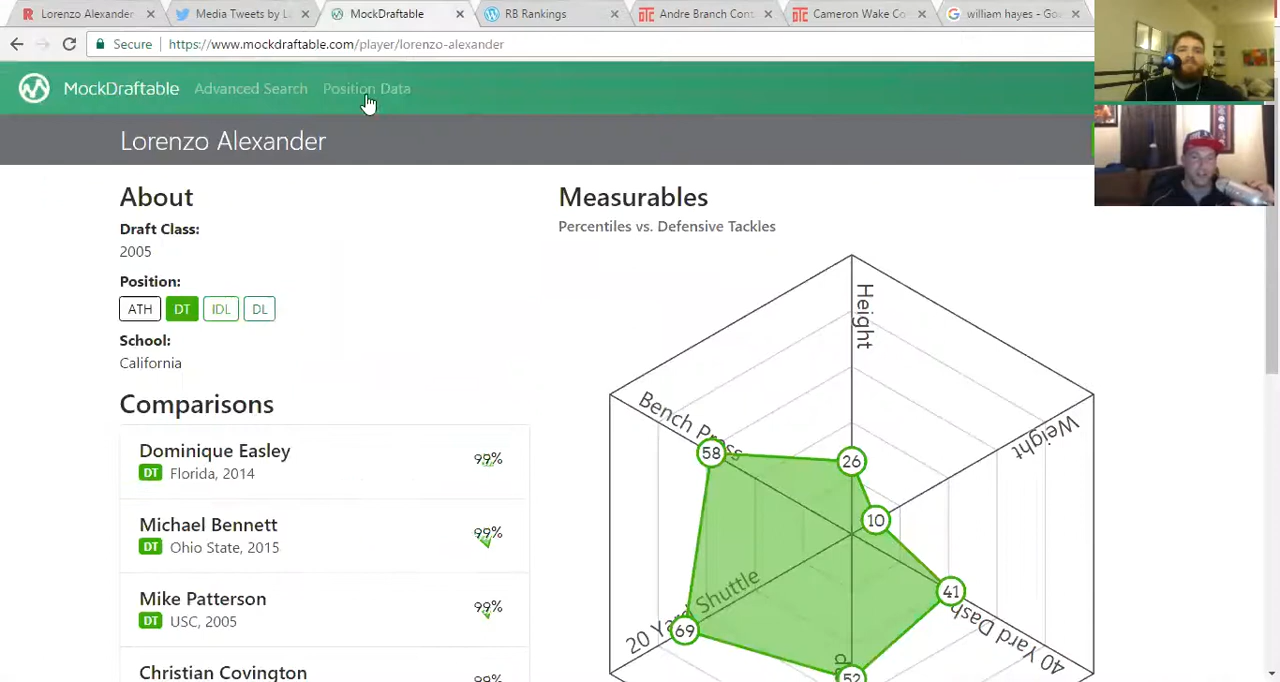 Lorenzo Alexander
Media Tweets by L
MockDraftable
RB Rankings
Andre Branch Cont
Cameron Wake Co
william hayes - Go
Secure
https://www.mockdraftable.com/player/lorenzo-alexander
MockDraftable
Advanced Search
Position Data
Lorenzo Alexander
About
Draft Class:
2005
Position:
ATH DT IDL DL
School:
California
Comparisons
Dominique Easley
DT Florida, 2014
99%
Michael Bennett
DT Ohio State, 2015
99%
Mike Patterson
DT USC, 2005
99%
Christian Covington
99%
Measurables
Percentiles vs. Defensive Tackles
Height
Weight
Bench Press
58
26
10
41
20 Yard Shuttle
69
40 Yard Dash
52